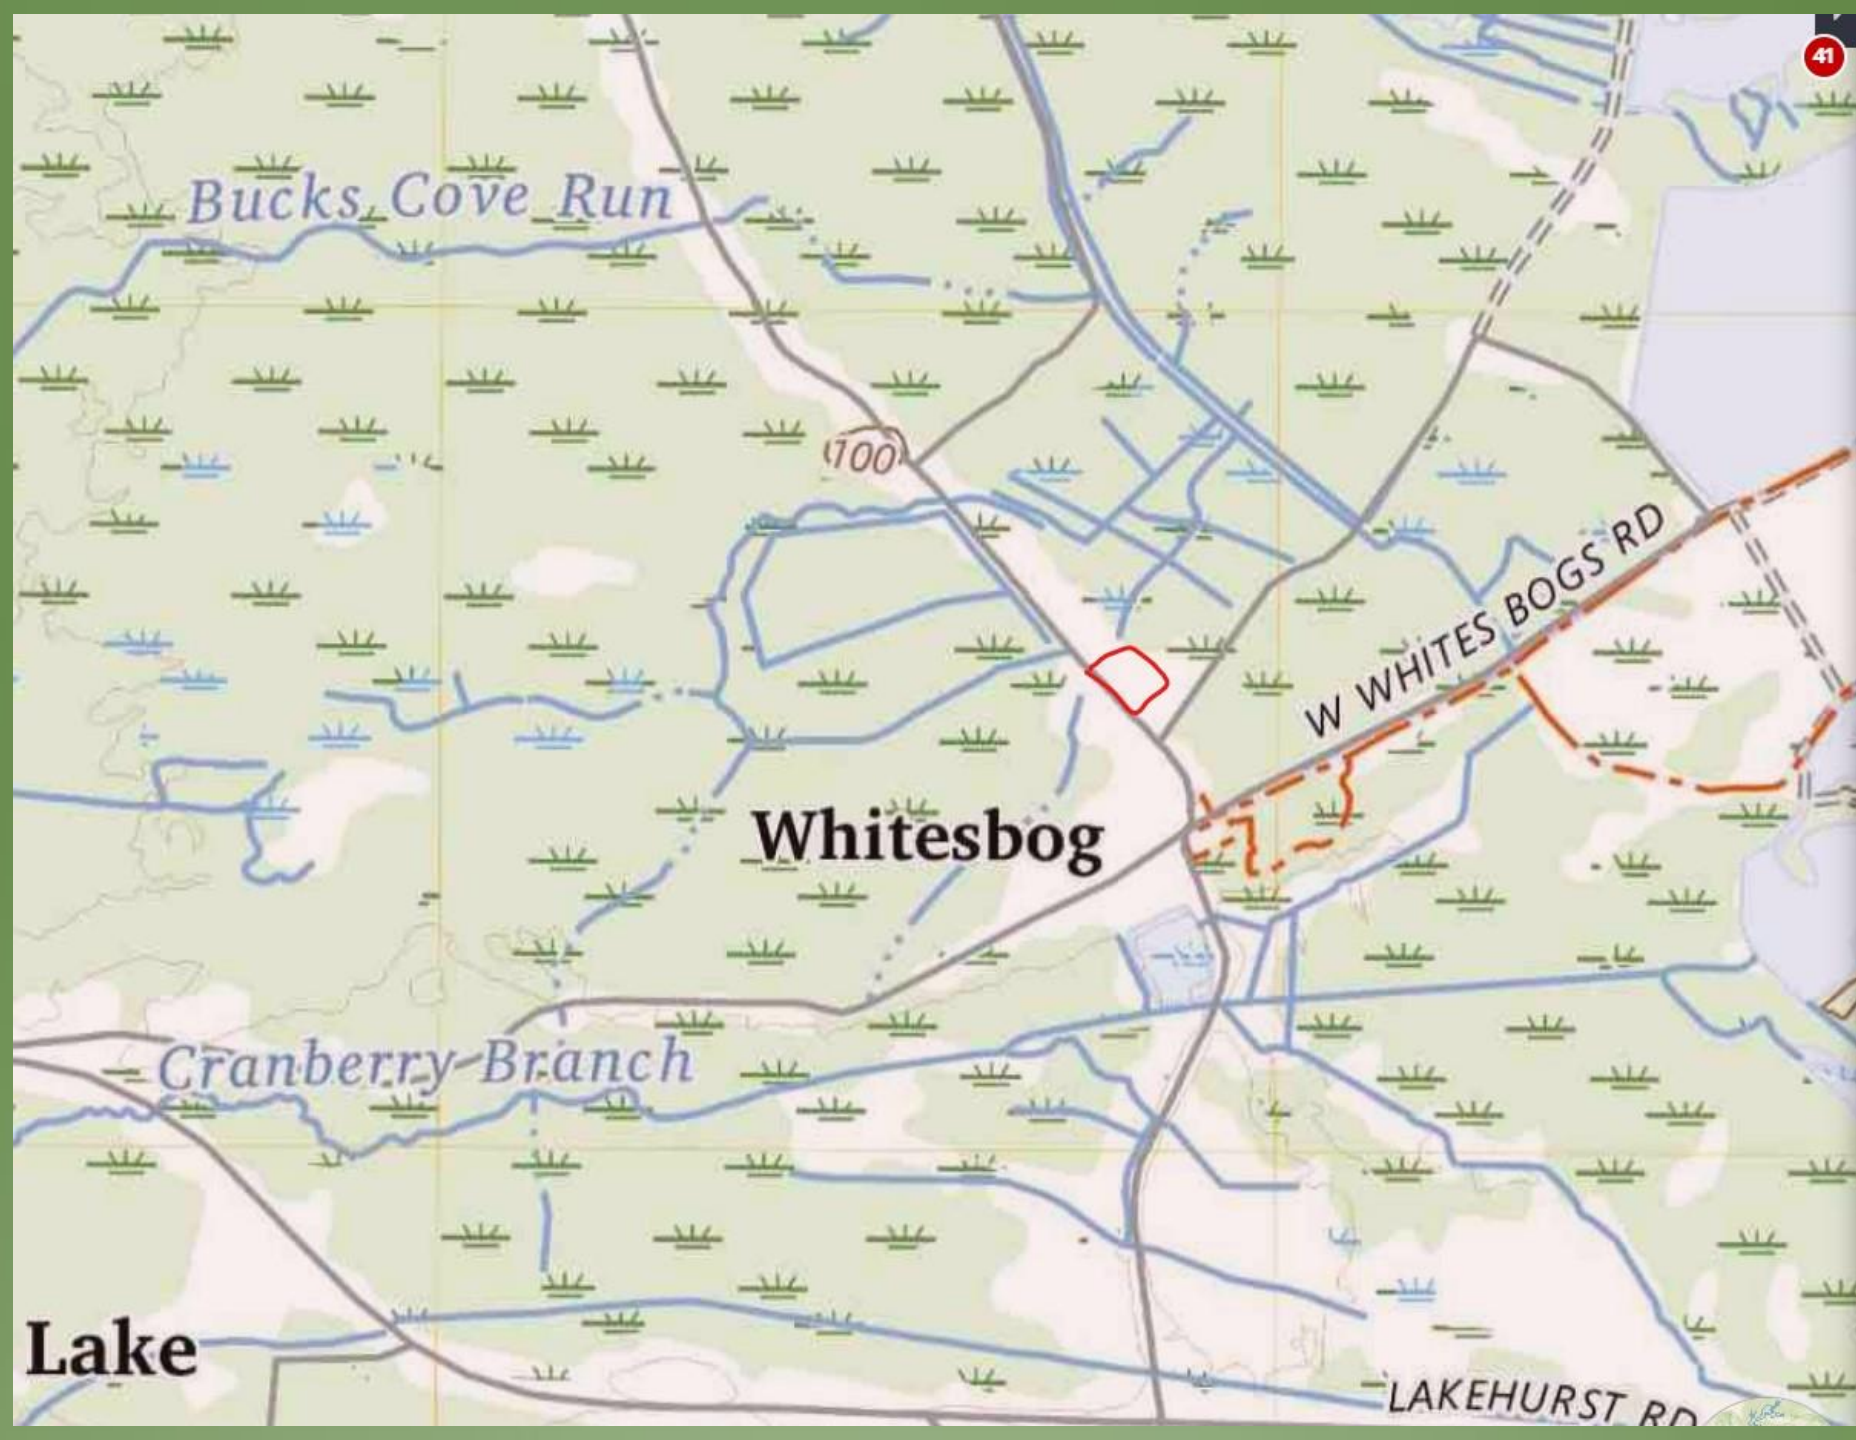 41
Bucks Cove Run
100
W WHITES BOGS RD
Whitesbog
Cranberry Branch
Lake
LAKEHURST RD